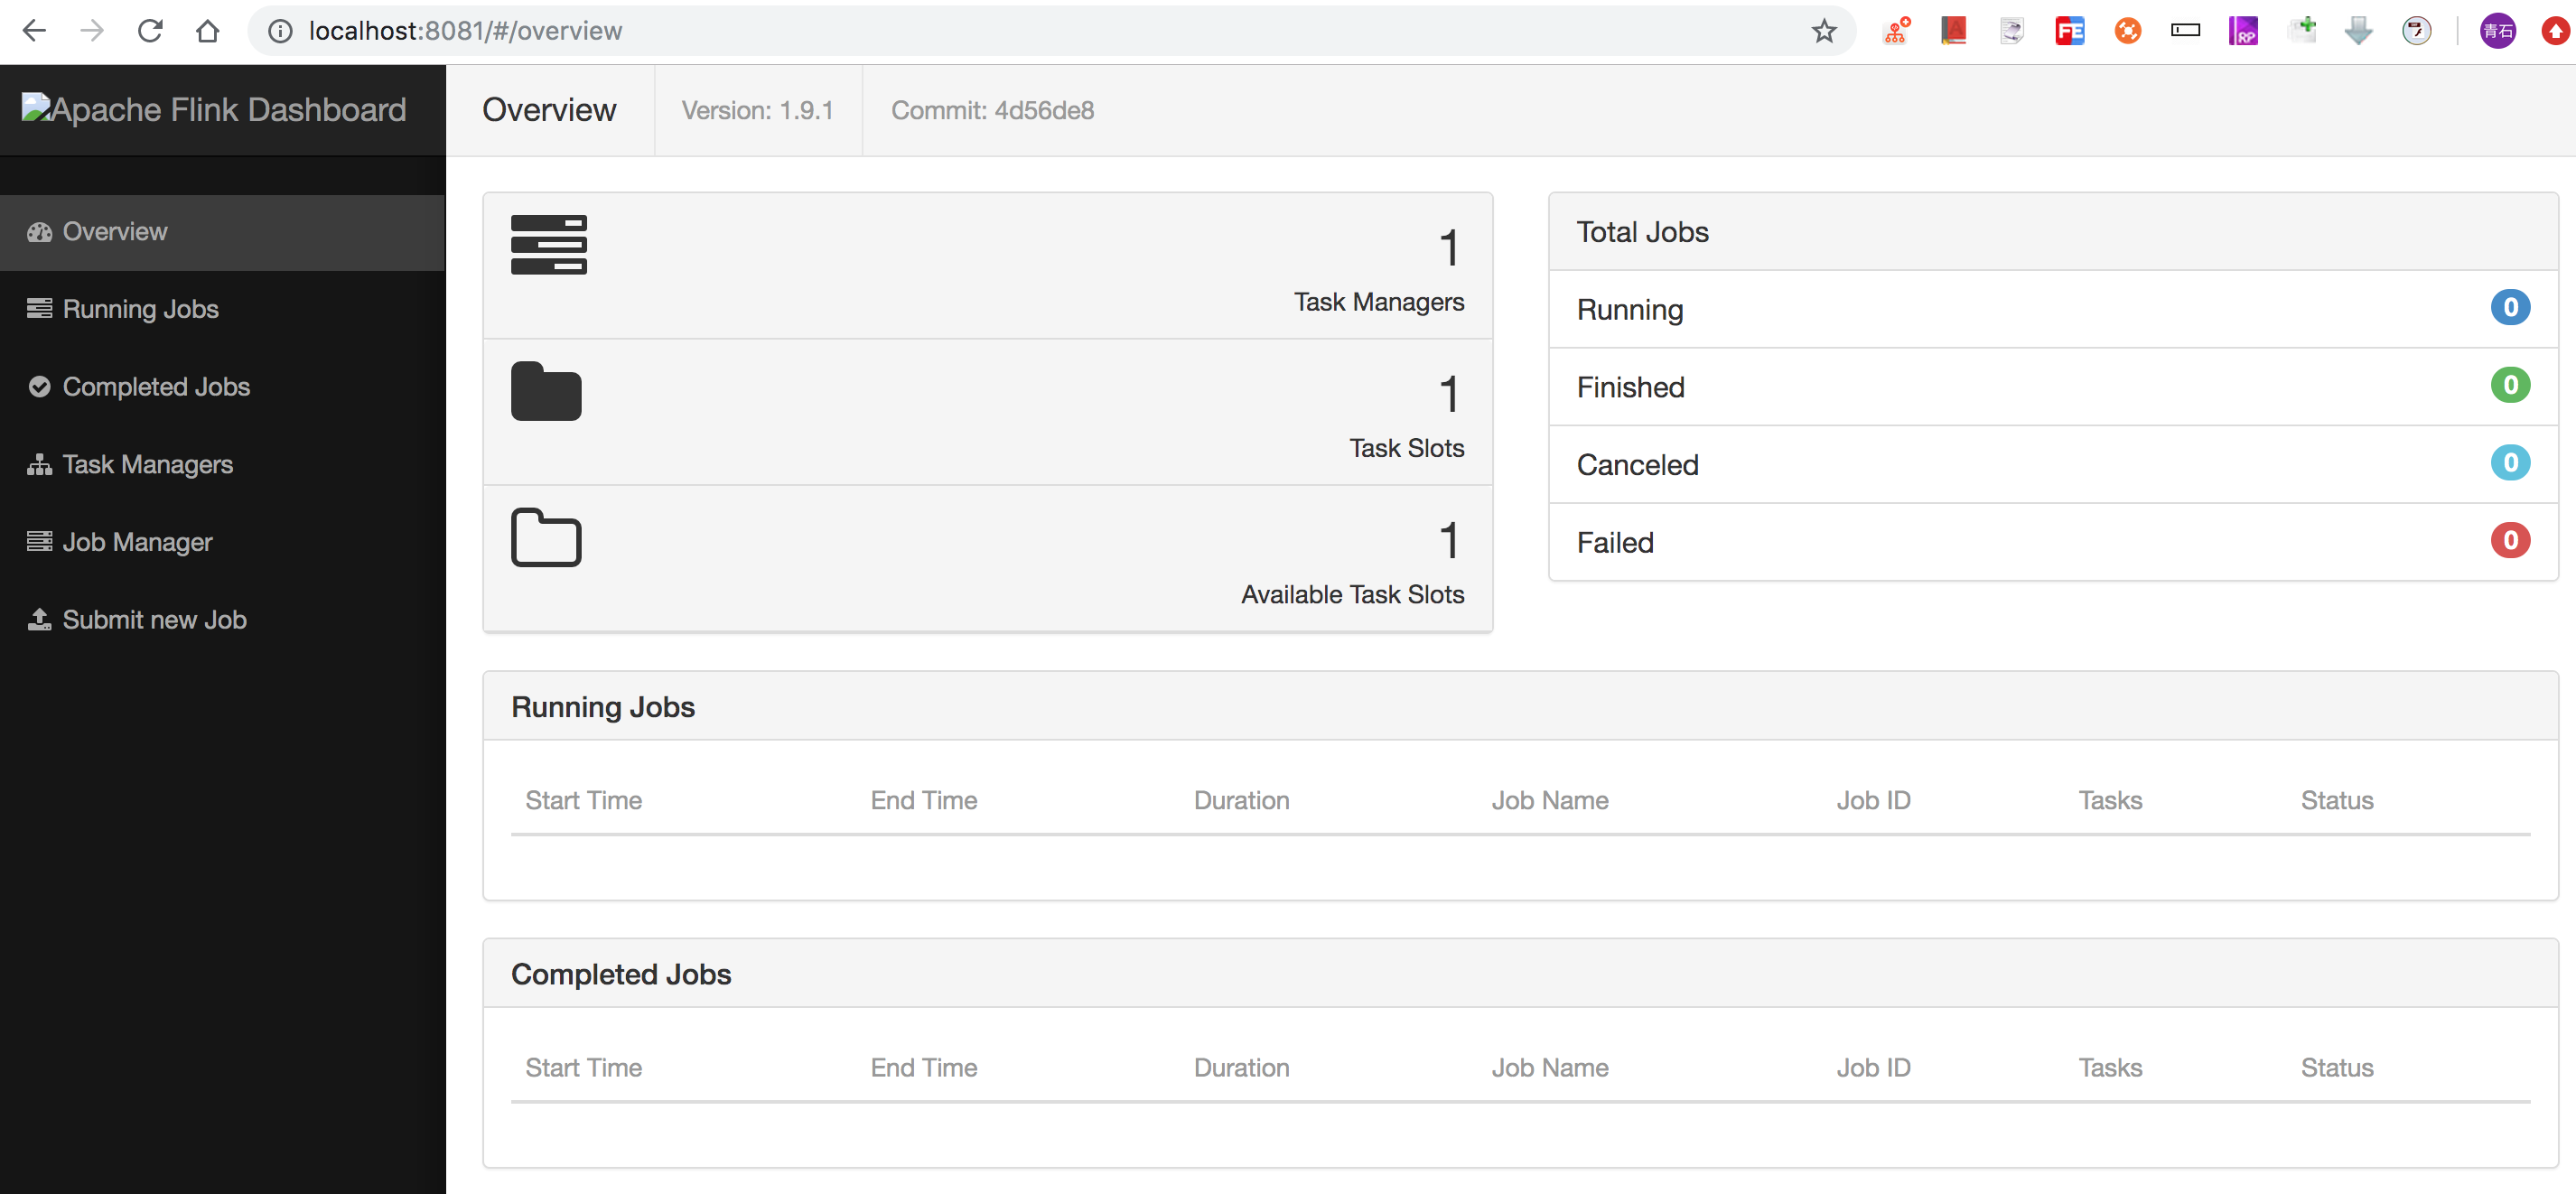 localhost:8081/#/overview
FE
RP
青石
Apache Flink Dashboard
Overview
Version: 1.9.1
Commit: 4d56de8
Overview
Running Jobs
Completed Jobs
Task Managers
Job Manager
Submit new Job
1
Task Managers
1
Task Slots
1
Available Task Slots
Total Jobs
Running 0
Finished 0
Canceled 0
Failed 0
Running Jobs
Start Time End Time Duration Job Name Job ID Tasks Status
Completed Jobs
Start Time End Time Duration Job Name Job ID Tasks Status